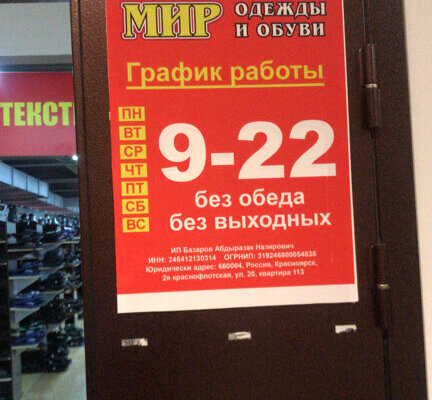 МИР ОДЕЖДЫ
И ОБУВИ
График работы
ПН
ВТ
СР
ЧТ
ПТ
СБ
ВС
9-22
без обеда
без выходных
ИП Базаров Абдыразак Назирович
ИНН: 246412130314 ОГРНИП: 319246800054835
Юридически адрес: 660004, Россия, Красноярск,
2я краснофлотская, ул. 20, квартира 113
ТЕКСТ